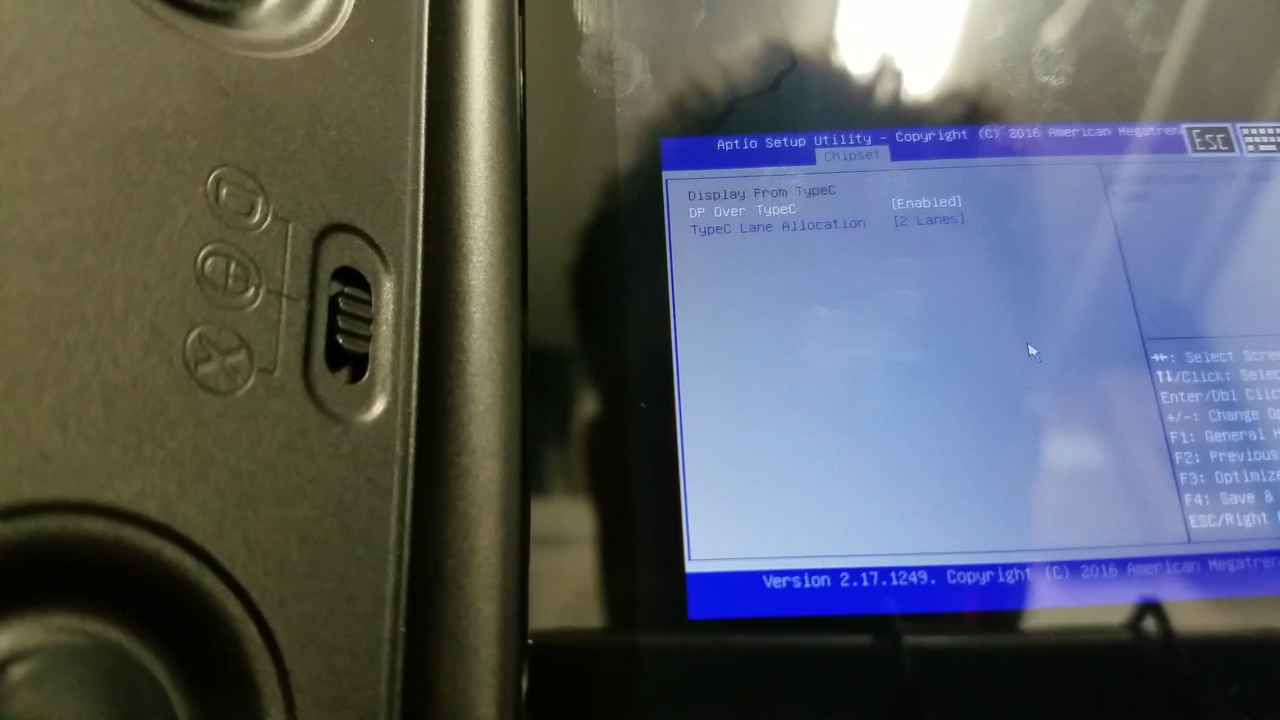 Aptio Setup Utility – Copyright (C) 2016 American Megatren
Esc
Chipset
Display From TypeC
DP Over TypeC [Enabled]
TypeC Lane Allocation [2 Lanes]
: Select Scre
/Click: Selec
Enter/Dbl Clic
+/-: Change Op
F1: General H
F2: Previous
F3: Optimize
F4: Save &
ESC/Right
Version 2.17.1249. Copyright (C) 2016 American Megatren
D
X